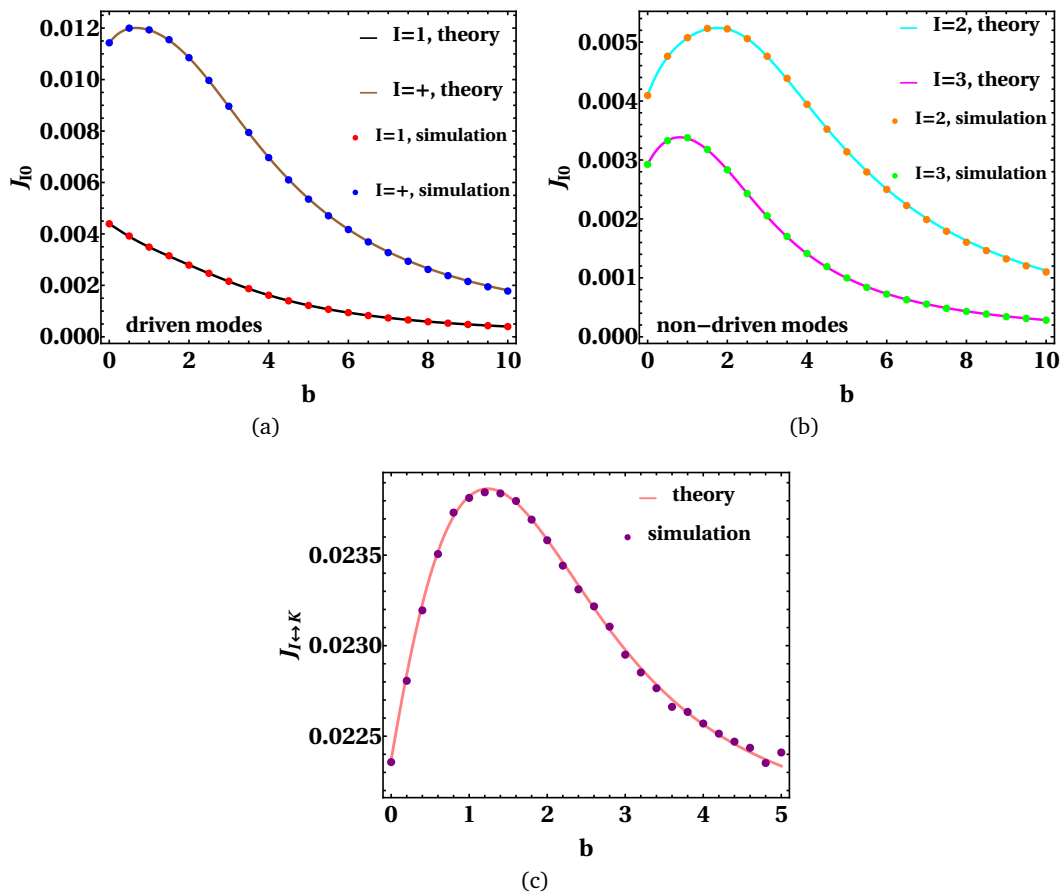 0.012
0.010
0.008
0.006
0.004
0.002
0.000
J_I0
I=1, theory
I=+, theory
I=1, simulation
I=+, simulation
driven modes
0 2 4 6 8 10
b
(a)
0.005
0.004
0.003
0.002
0.001
0.000
J_I0
I=2, theory
I=3, theory
I=2, simulation
I=3, simulation
non−driven modes
0 2 4 6 8 10
b
(b)
0.0235
0.0230
0.0225
J_I↔K
theory
simulation
0 1 2 3 4 5
b
(c)